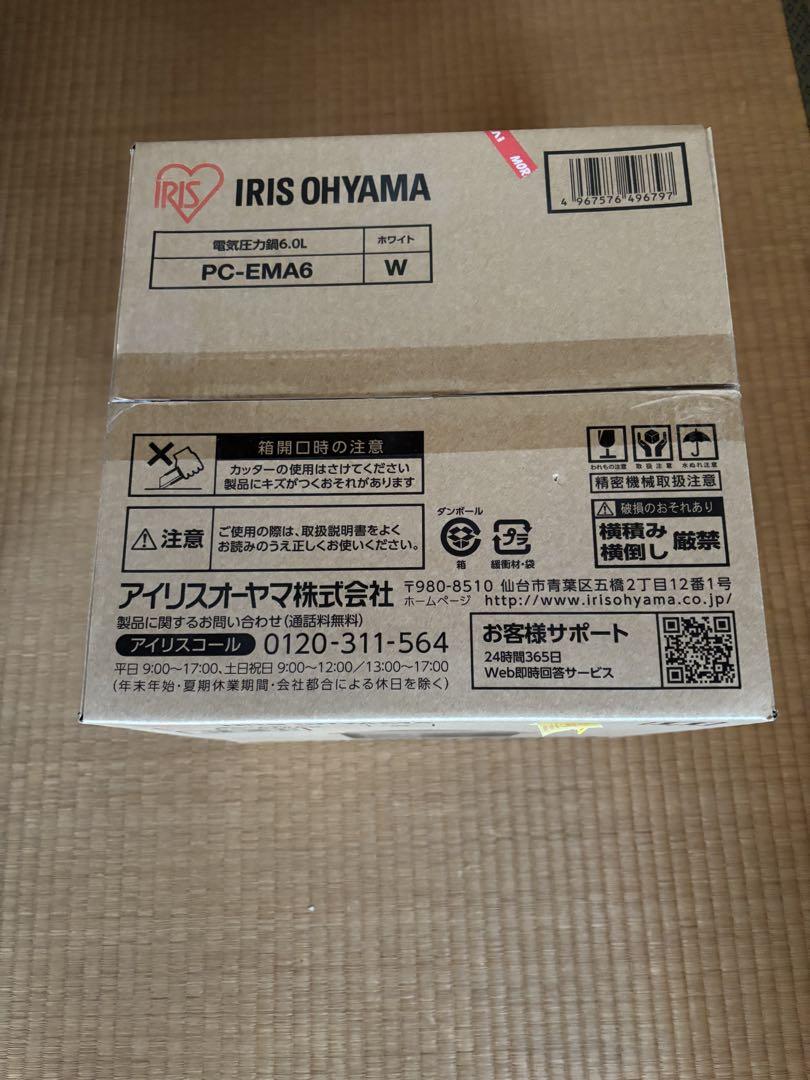 IRIS
IRIS OHYAMA
MOR
4 967576 496797
電気圧力鍋6.0L
ホワイト
PC-EMA6
W
箱開口時の注意
カッターの使用はさけてください
製品にキズがつくおそれがあります
われもの注意
取扱注意
水ぬれ注意
精密機械取扱注意
注意
ご使用の際は、取扱説明書をよく
お読みのうえ正しくお使いください。
ダンボール
箱
プラ
緩衝材・袋
破損のおそれあり
横積み
横倒し
厳禁
アイリスオーヤマ株式会社
〒980-8510 仙台市青葉区五橋2丁目12番1号
ホームページ http://www.irisohyama.co.jp/
製品に関するお問い合わせ(通話料無料)
アイリスコール 0120-311-564
平日 9:00〜17:00、土日祝日 9:00〜12:00/13:00〜17:00
(年末年始・夏期休業期間・会社都合による休日を除く)
お客様サポート
24時間365日
Web即時回答サービス